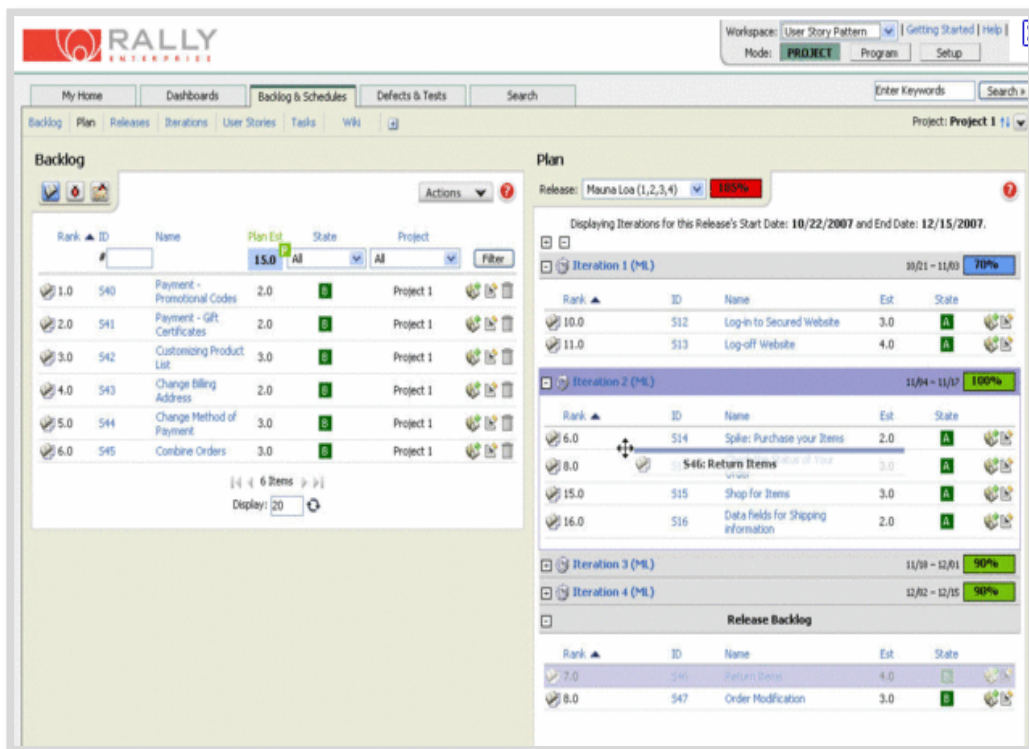 RALLY
ENTERPRISE
Workspace: User Story Pattern | Getting Started | Help |
Mode: PROJECT Program Setup
My Home Dashboards Backlog & Schedules Defects & Tests Search Enter Keywords Search »
Backlog Plan Releases Iterations User Stories Tasks Wiki Project: Project 1
Backlog
Actions
Rank ID Name Plan Est State Project
# 15.0 P All All Filter
1.0 S40 Payment - Promotional Codes 2.0 B Project 1
2.0 S41 Payment - Gift Certificates 2.0 B Project 1
3.0 S42 Customizing Product List 3.0 B Project 1
4.0 S43 Change Billing Address 2.0 B Project 1
5.0 S44 Change Method of Payment 3.0 B Project 1
6.0 S45 Combine Orders 3.0 B Project 1
6 Items
Display: 20
Plan
Release: Mauna Loa (1,2,3,4) 105%
Displaying Iterations for this Release's Start Date: 10/22/2007 and End Date: 12/15/2007.
Iteration 1 (ML) 10/21 - 11/03 70%
Rank ID Name Est State
10.0 S12 Log-in to Secured Website 3.0 A
11.0 S13 Log-off Website 4.0 A
Iteration 2 (ML) 11/04 - 11/17 100%
Rank ID Name Est State
6.0 S14 Spike: Purchase your Items 2.0 A
8.0 Status of Your Order 3.0 A
S46: Return Items
15.0 S15 Shop for Items 3.0 A
16.0 S16 Data fields for Shipping information 2.0 A
Iteration 3 (ML) 11/18 - 12/01 90%
Iteration 4 (ML) 12/02 - 12/15 90%
Release Backlog
Rank ID Name Est State
7.0 S46 Return Items 4.0
8.0 S47 Order Modification 3.0 B